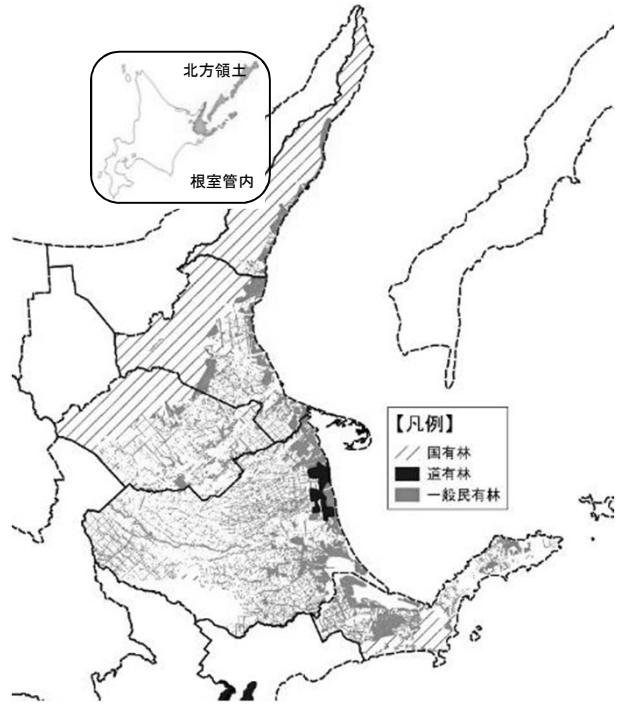 北方領土
根室管内
【凡例】
国有林
道有林
一般民有林